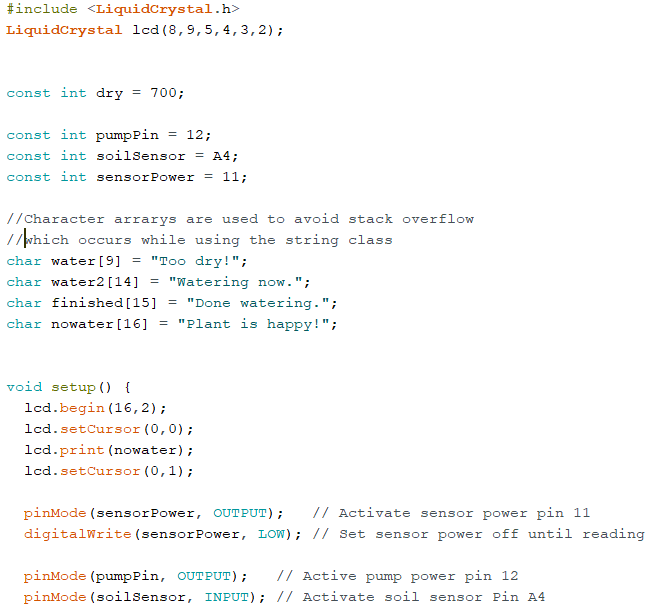 #include <LiquidCrystal.h>
LiquidCrystal lcd(8,9,5,4,3,2);
const int dry = 700;
const int pumpPin = 12;
const int soilSensor = A4;
const int sensorPower = 11;
//Character ararrys are used to avoid stack overflow
//which occurs while using the string class
char water[9] = "Too dry!";
char water2[14] = "Watering now.";
char finished[15] = "Done watering.";
char nowater[16] = "Plant is happy!";
void setup() {
  lcd.begin(16,2);
  lcd.setCursor(0,0);
  lcd.print(nowater);
  lcd.setCursor(0,1);
  pinMode(sensorPower, OUTPUT);   // Activate sensor power pin 11
  digitalWrite(sensorPower, LOW); // Set sensor power off until reading
  pinMode(pumpPin, OUTPUT);   // Active pump power pin 12
  pinMode(soilSensor, INPUT); // Activate soil sensor Pin A4